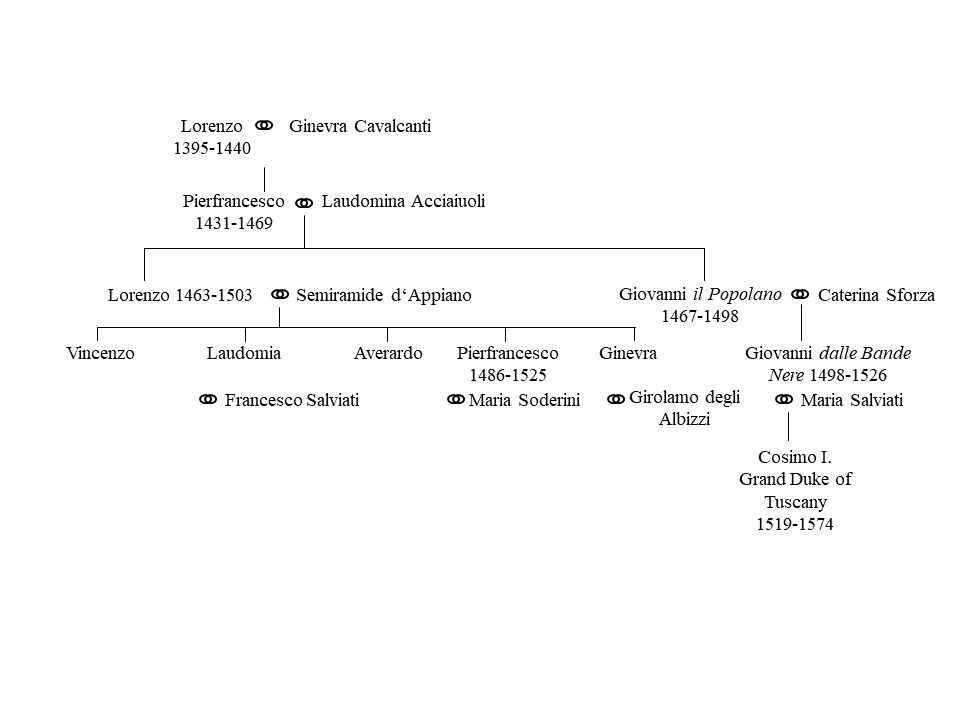 Lorenzo ⚭ Ginevra Cavalcanti
1395-1440
Pierfrancesco ⚭ Laudomina Acciaiuoli
1431-1469
Lorenzo 1463-1503 ⚭ Semiramide d‘Appiano
Giovanni il Popolano ⚭ Caterina Sforza
1467-1498
Vincenzo
Laudomia
⚭ Francesco Salviati
Averardo
Pierfrancesco
1486-1525
⚭ Maria Soderini
Ginevra
⚭ Girolamo degli
Albizzi
Giovanni dalle Bande
Nere 1498-1526
⚭ Maria Salviati
Cosimo I.
Grand Duke of
Tuscany
1519-1574